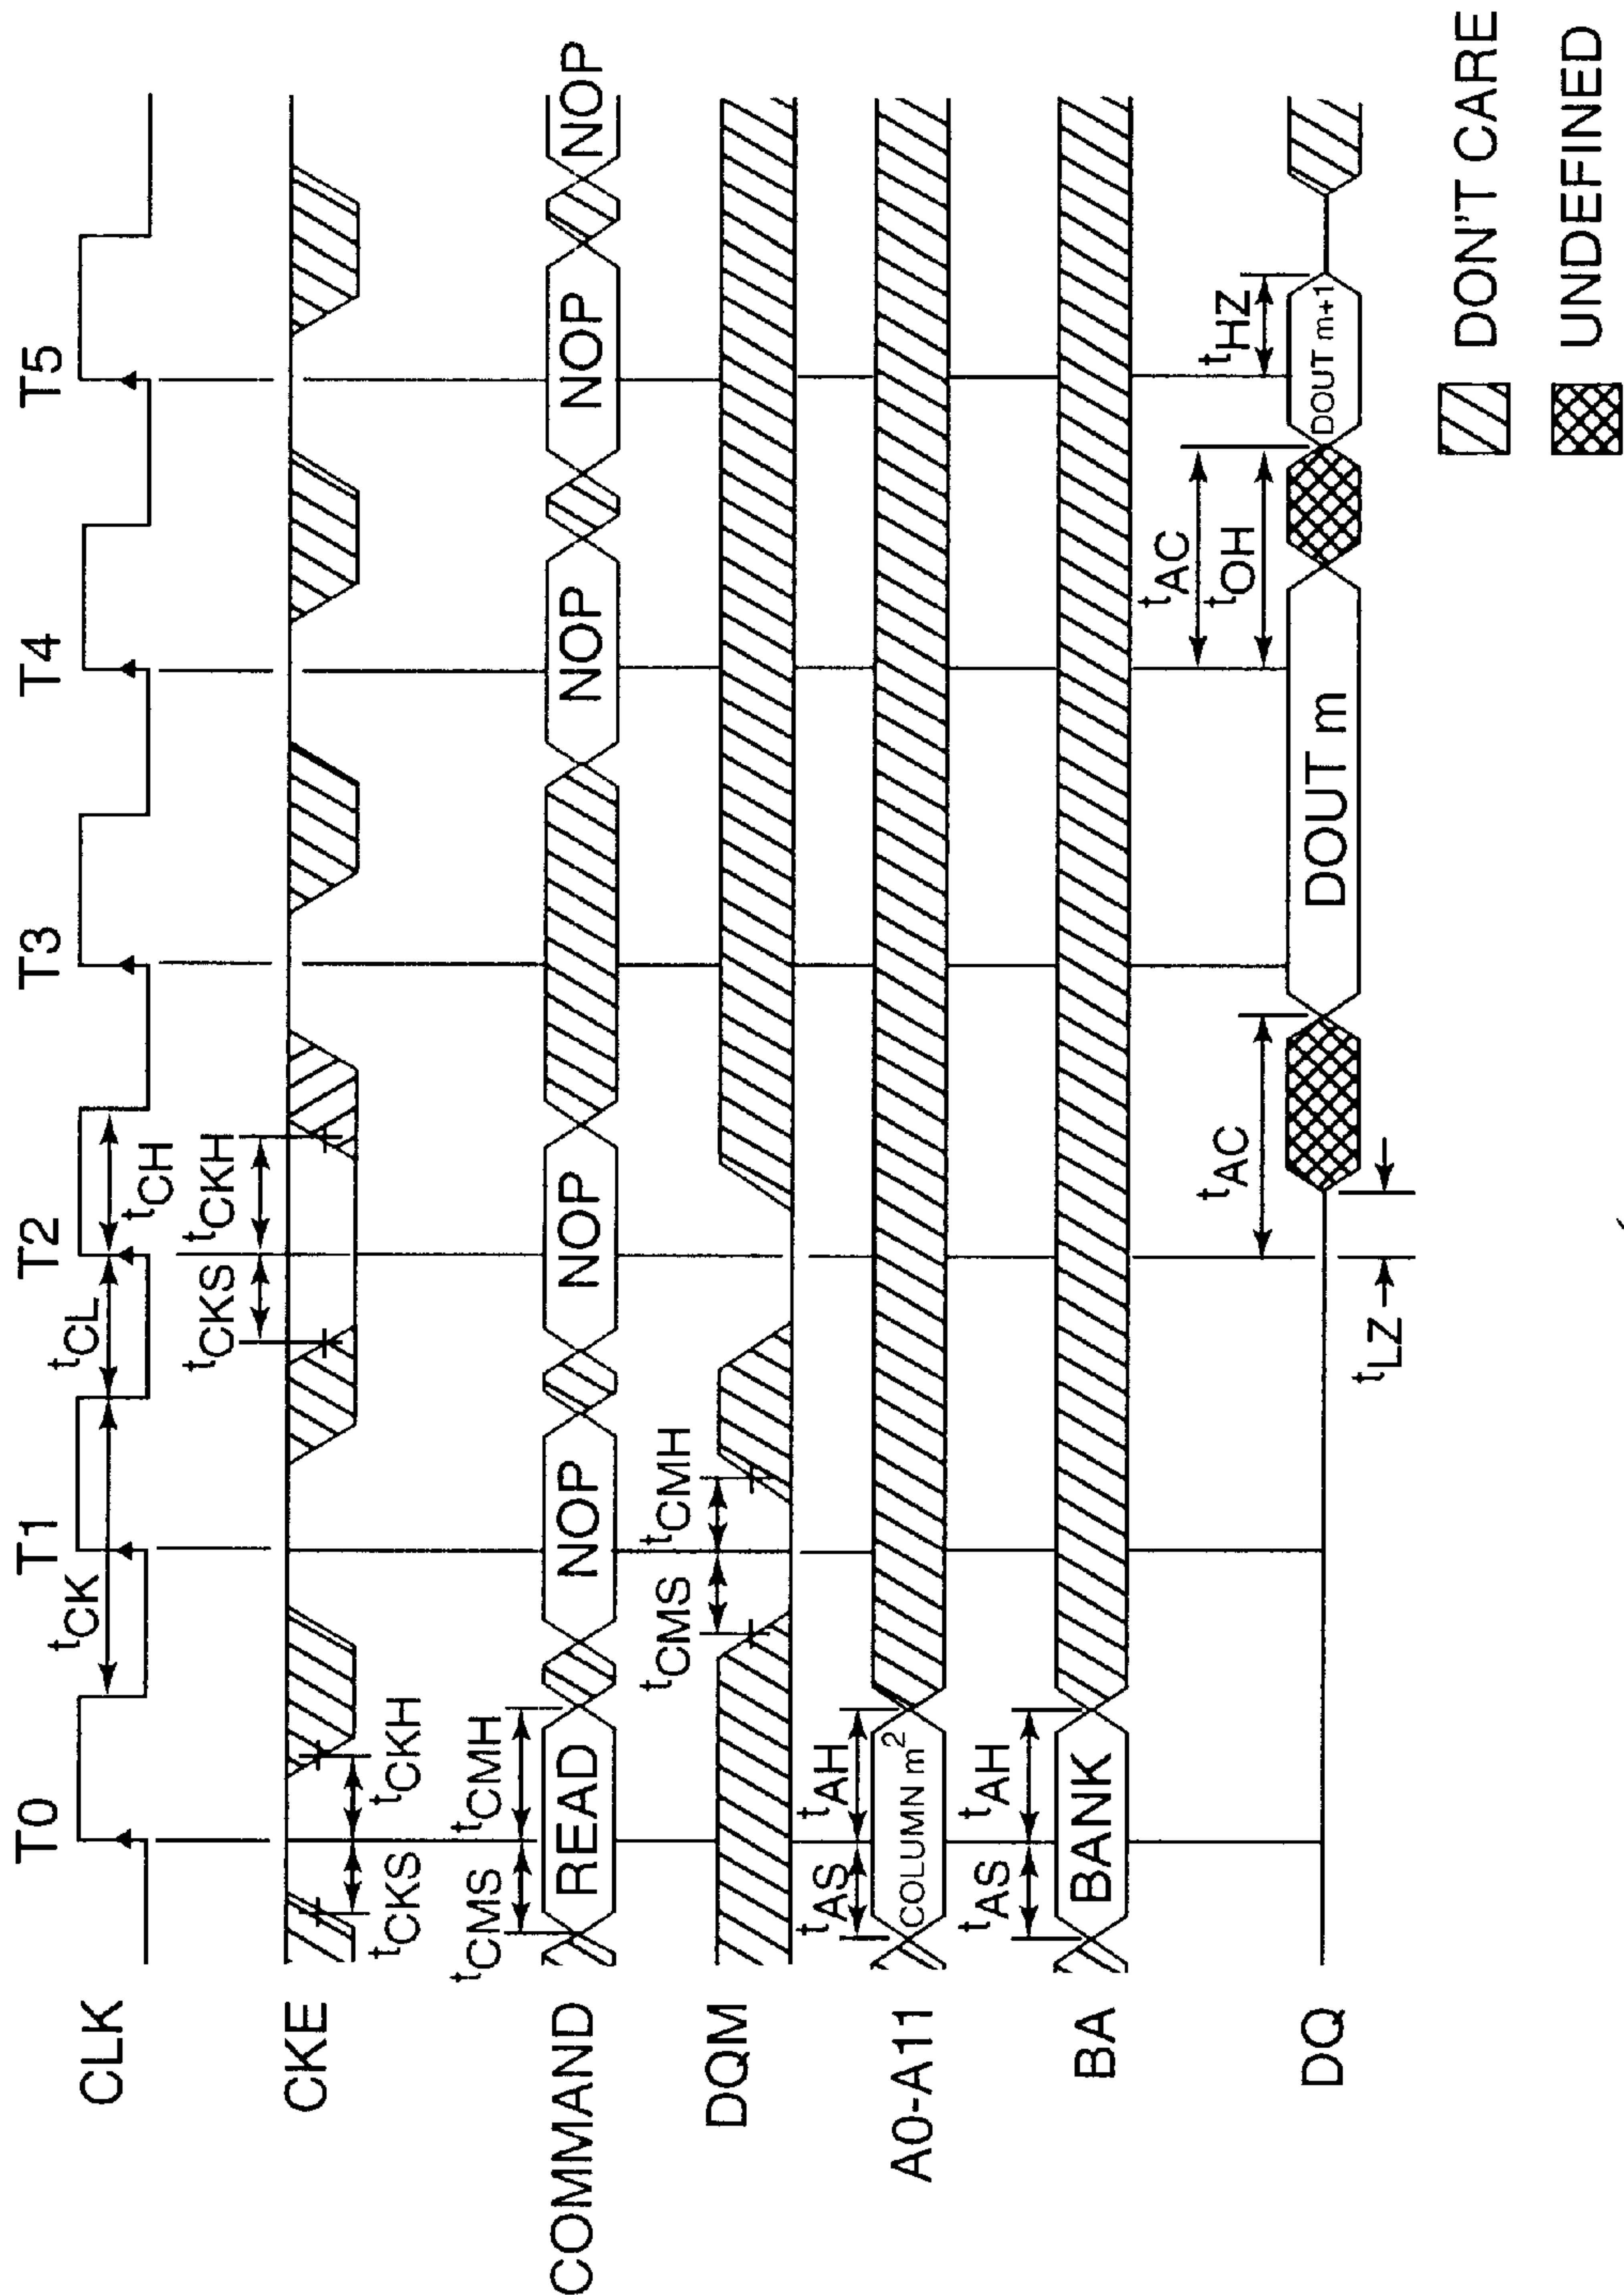 T0 T1 T2 T3 T4 T5
CLK
tCK tCL tCH
CKE
tCKS tCKH tCKS tCKH
tCMS tCMH
COMMAND READ NOP NOP NOP NOP NOP
tCMS tCMH
DQM
tAS tAH
A0-A11 COLUMN m2
tAS tAH
BA BANK
tAC tAC
tOH tHZ
DQ DOUT m DOUT m+1
tLZ
DON'T CARE
UNDEFINED